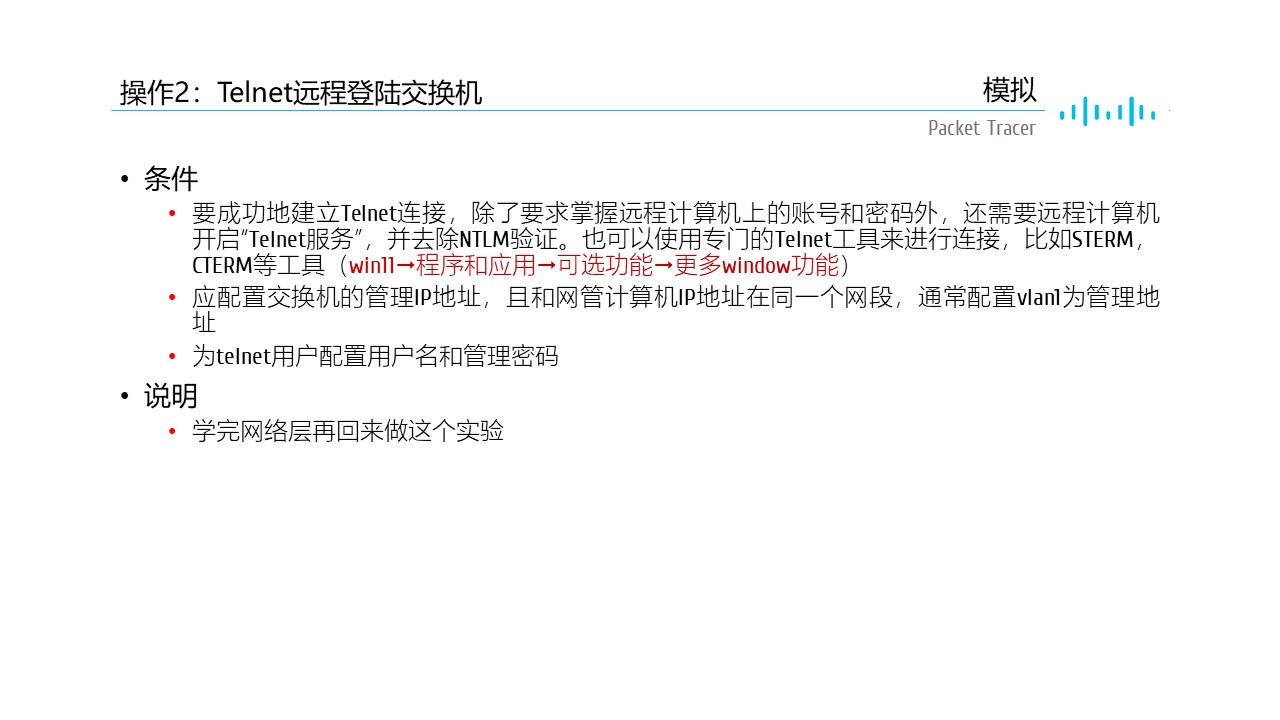 操作2：Telnet远程登陆交换机
模拟
Packet Tracer
• 条件
• 要成功地建立Telnet连接，除了要求掌握远程计算机上的账号和密码外，还需要远程计算机
开启“Telnet服务”，并去除NTLM验证。也可以使用专门的Telnet工具来进行连接，比如STERM，
CTERM等工具（win11→程序和应用→可选功能→更多window功能）
• 应配置交换机的管理IP地址，且和网管计算机IP地址在同一个网段，通常配置vlan1为管理地
址
• 为telnet用户配置用户名和管理密码
• 说明
• 学完网络层再回来做这个实验